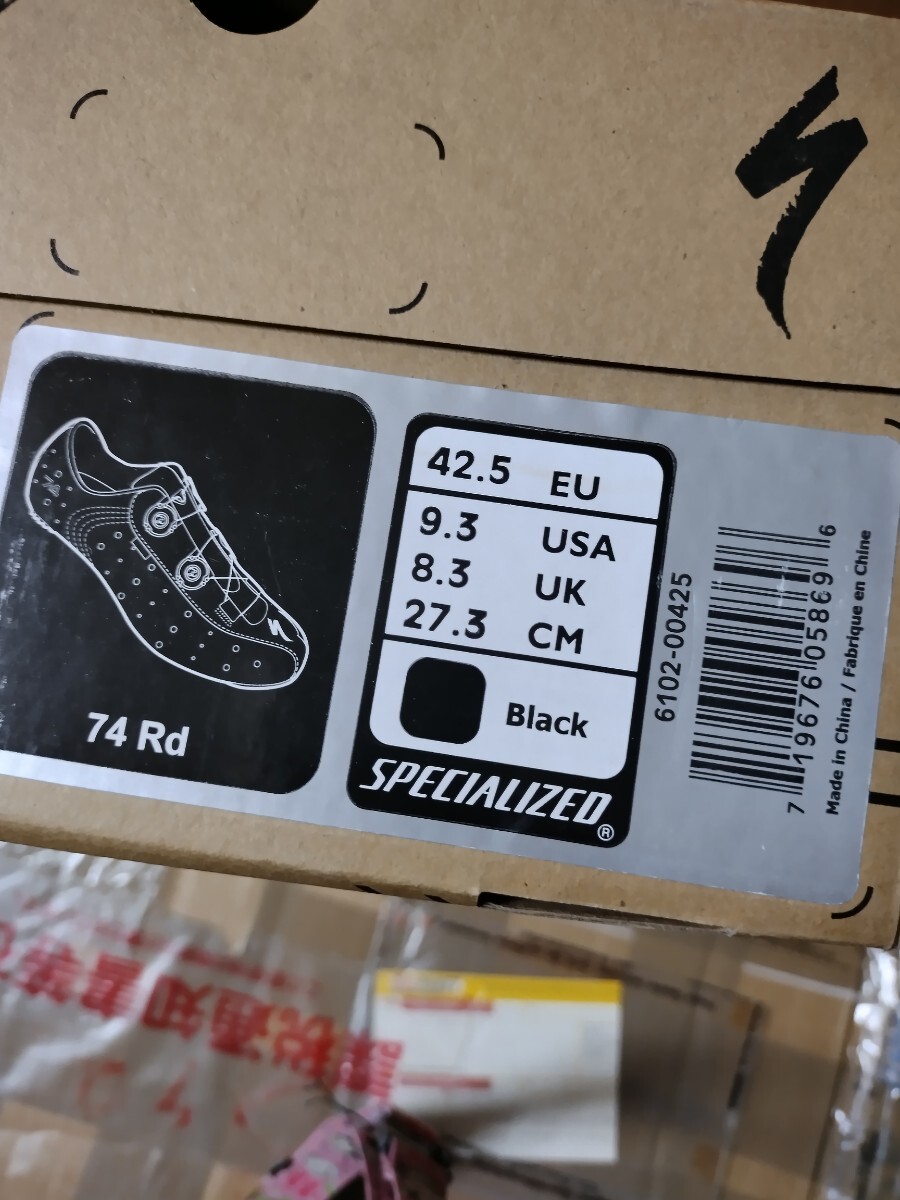 42.5 EU
9.3 USA
8.3 UK
27.3 CM
Black
SPECIALIZED®
74 Rd
6102-00425
7 19676 05869 6
Made in China / Fabrique en Chine